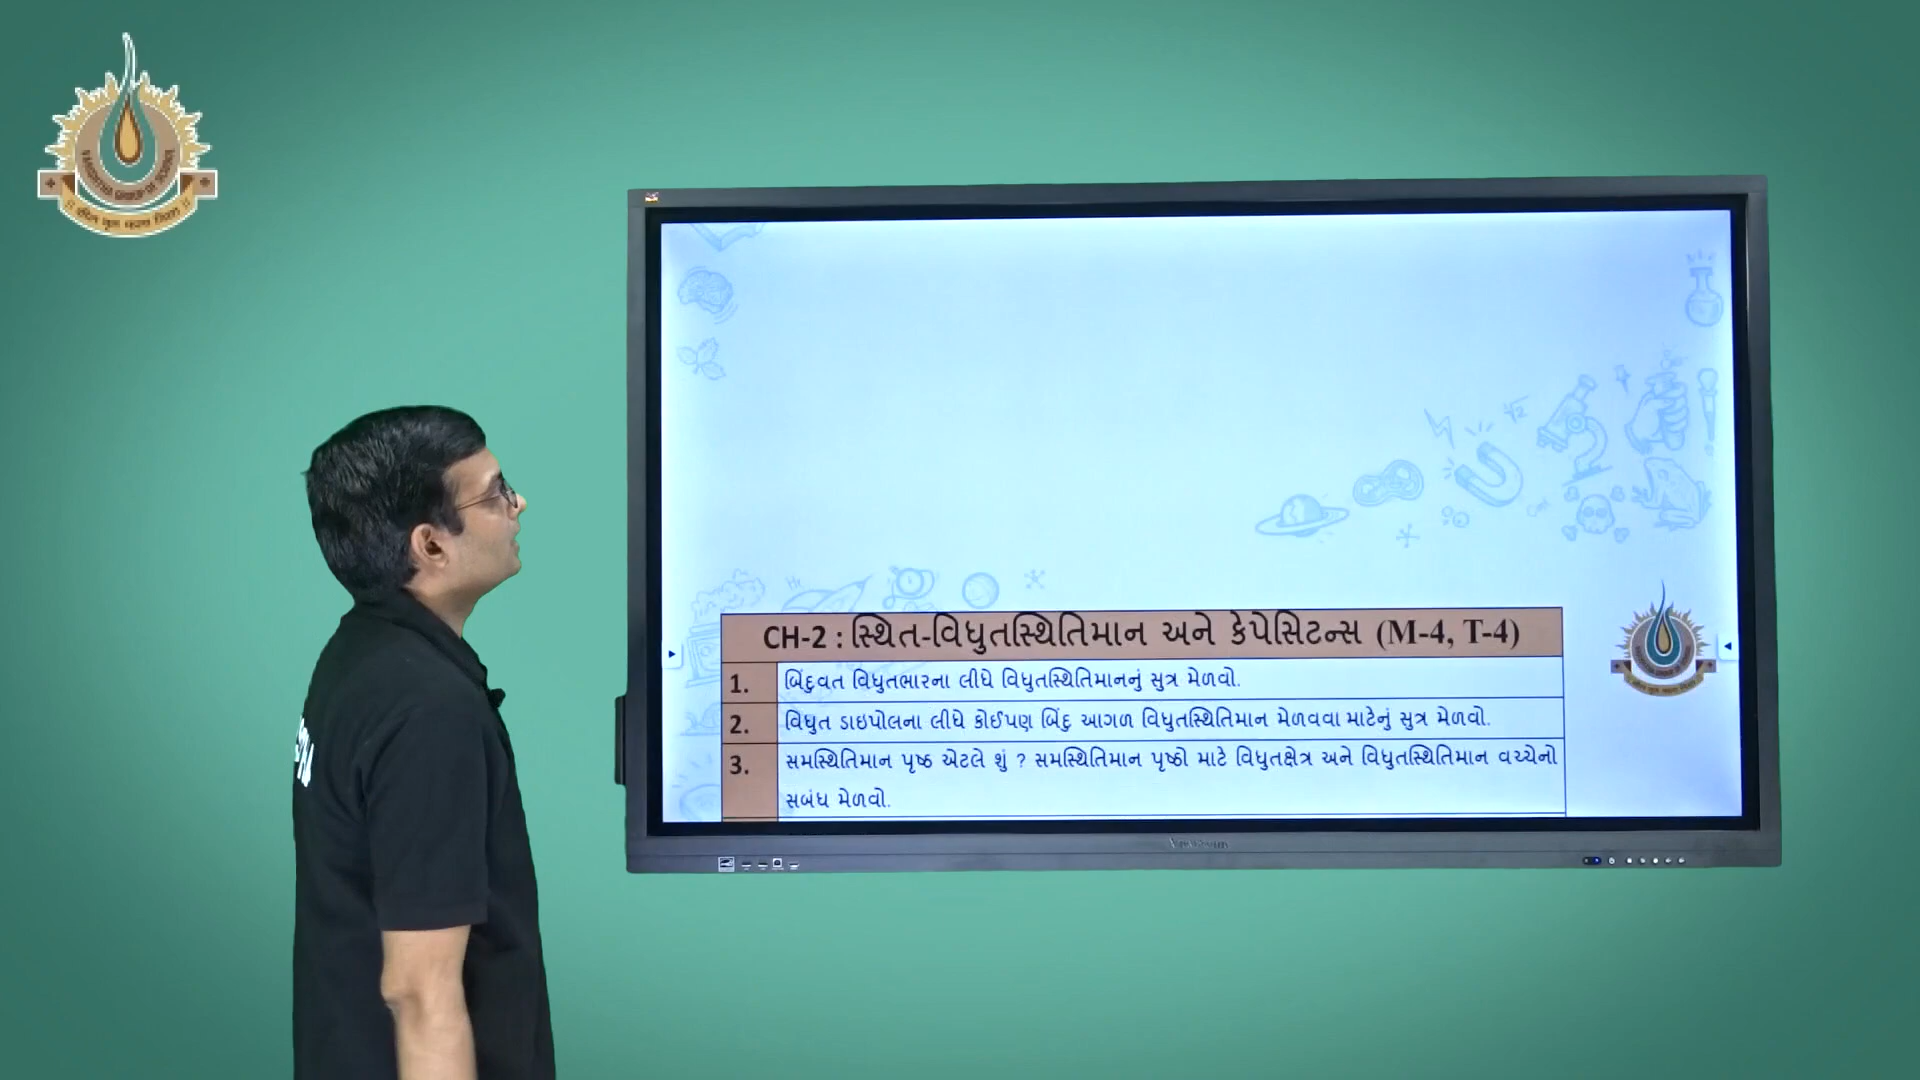 CH-2 : સ્થિત-વિધુતસ્થિતિમાન અને કેપેસિટન્સ (M-4, T-4)
1. બિંદુવત વિધુતભારના લીધે વિધુતસ્થિતિમાનનું સુત્ર મેળવો.
2. વિધુત ડાઇપોલના લીધે કોઈપણ બિંદુ આગળ વિધુતસ્થિતિમાન મેળવવા માટેનું સુત્ર મેળવો.
3. સમસ્થિતિમાન પૃષ્ઠ એટલે શું ? સમસ્થિતિમાન પૃષ્ઠો માટે વિધુતક્ષેત્ર અને વિધુતસ્થિતિમાન વચ્ચેનો
સબંધ મેળવો.